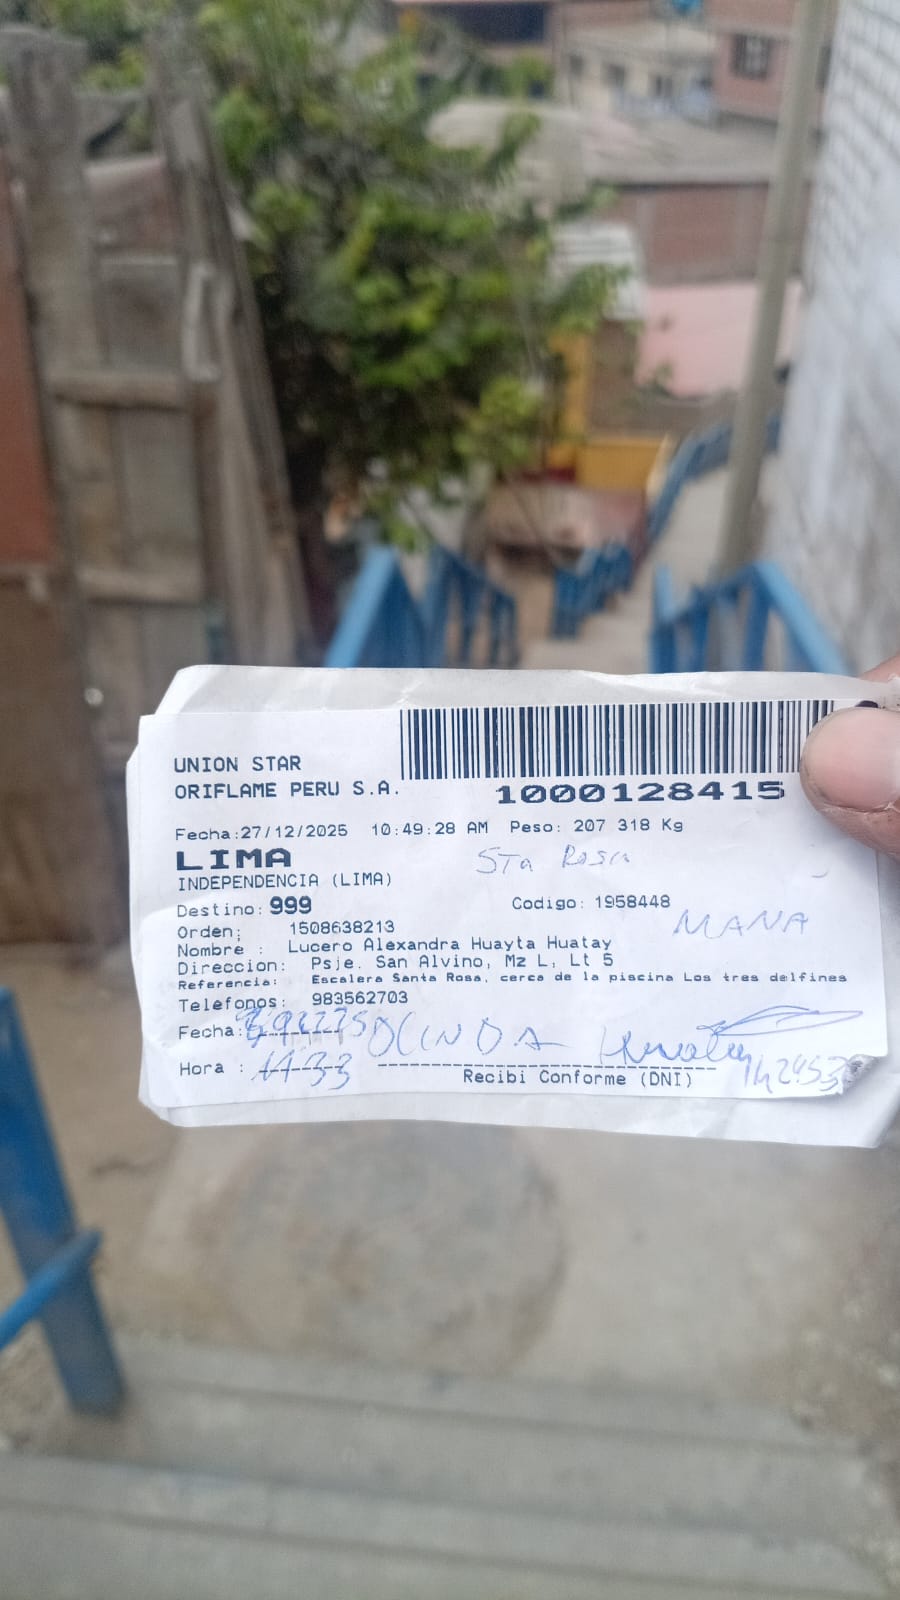 UNION STAR
ORIFLAME PERU S.A.
1000128415
Fecha:27/12/2025 10:49:28 AM Peso: 207 318 Kg
LIMA
Sta Rosa
INDEPENDENCIA (LIMA)
Destino: 999 Codigo: 1958448
MANA
Orden: 1508638213
Nombre : Lucero Alexandra Huayta Huatay
Direccion: Psje. San Alvino, Mz L, Lt 5
Referencia: Escalera Santa Rosa, cerca de la piscina Los tres delfines
Telefonos: 983562703
Fecha:
Hora : 11-33
Recibi Conforme (DNI)